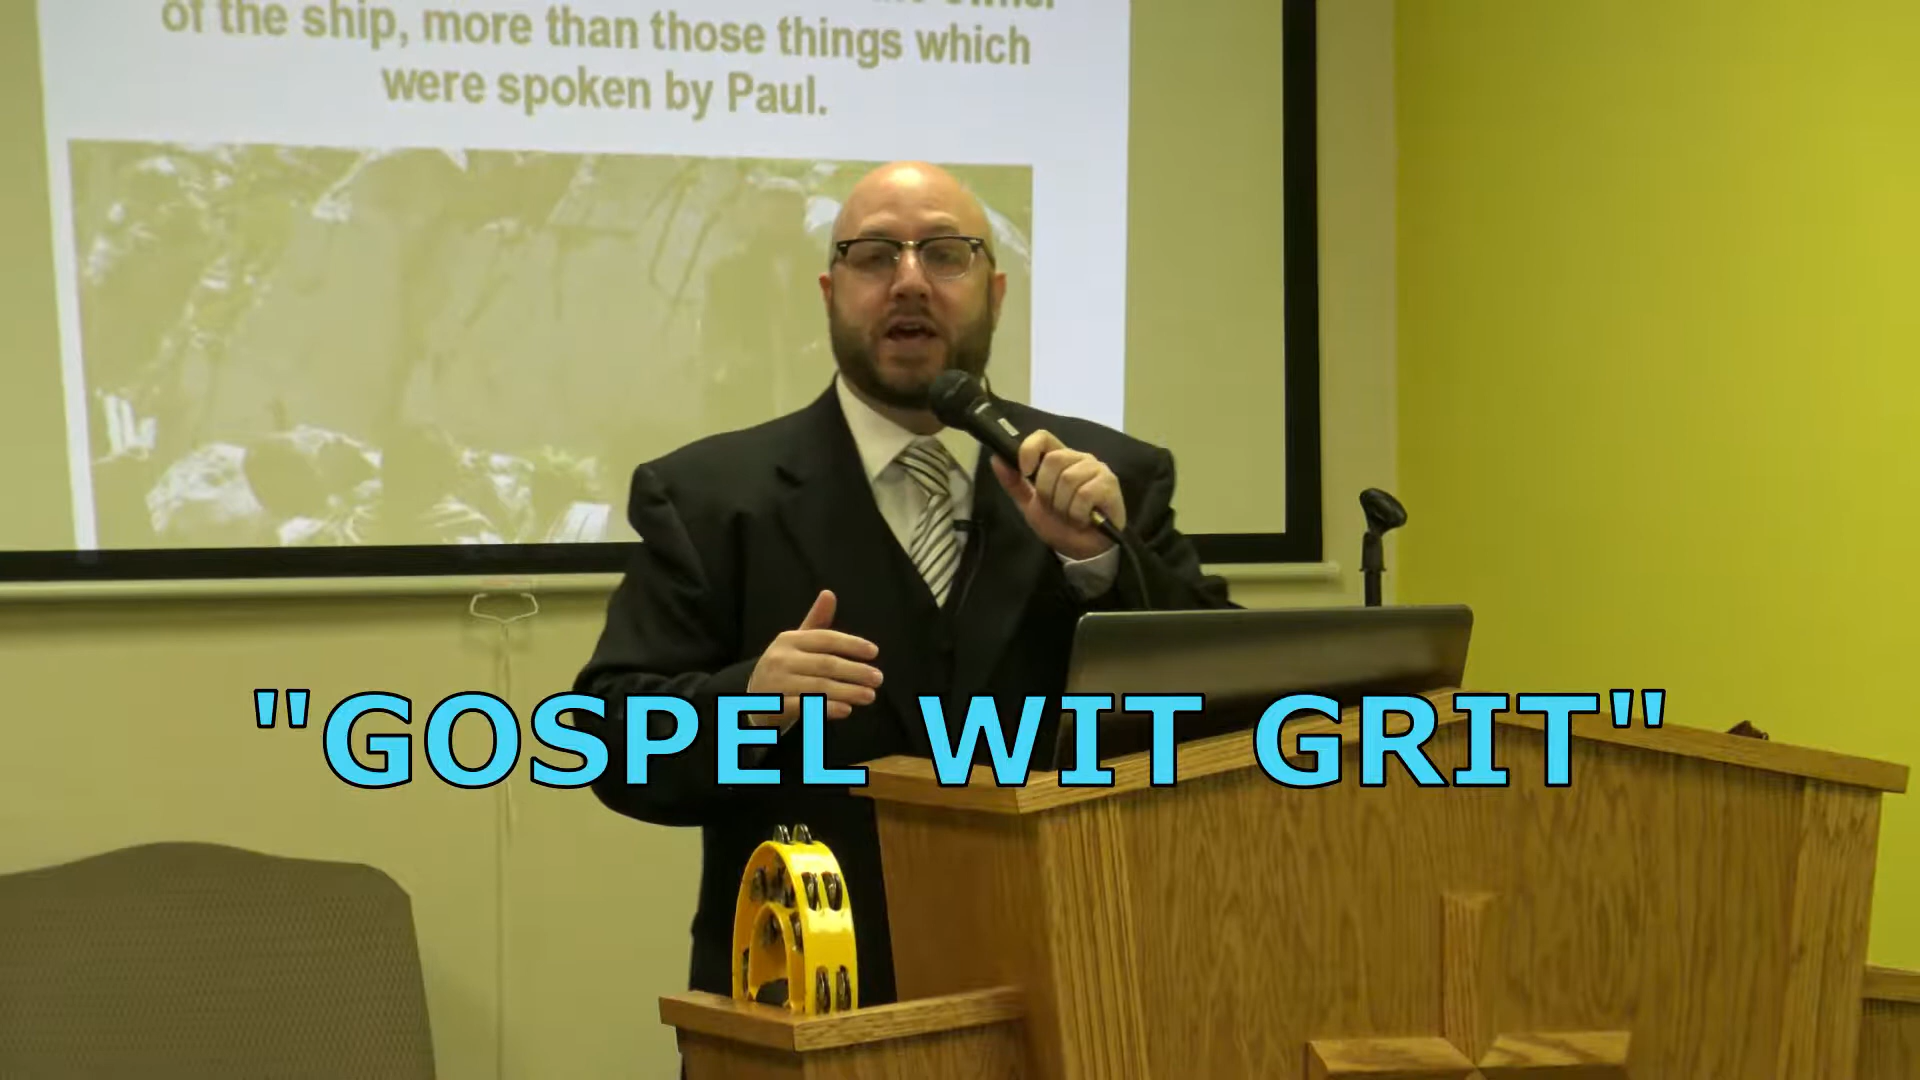 of the ship, more than those things which
were spoken by Paul.
"GOSPEL WIT GRIT"